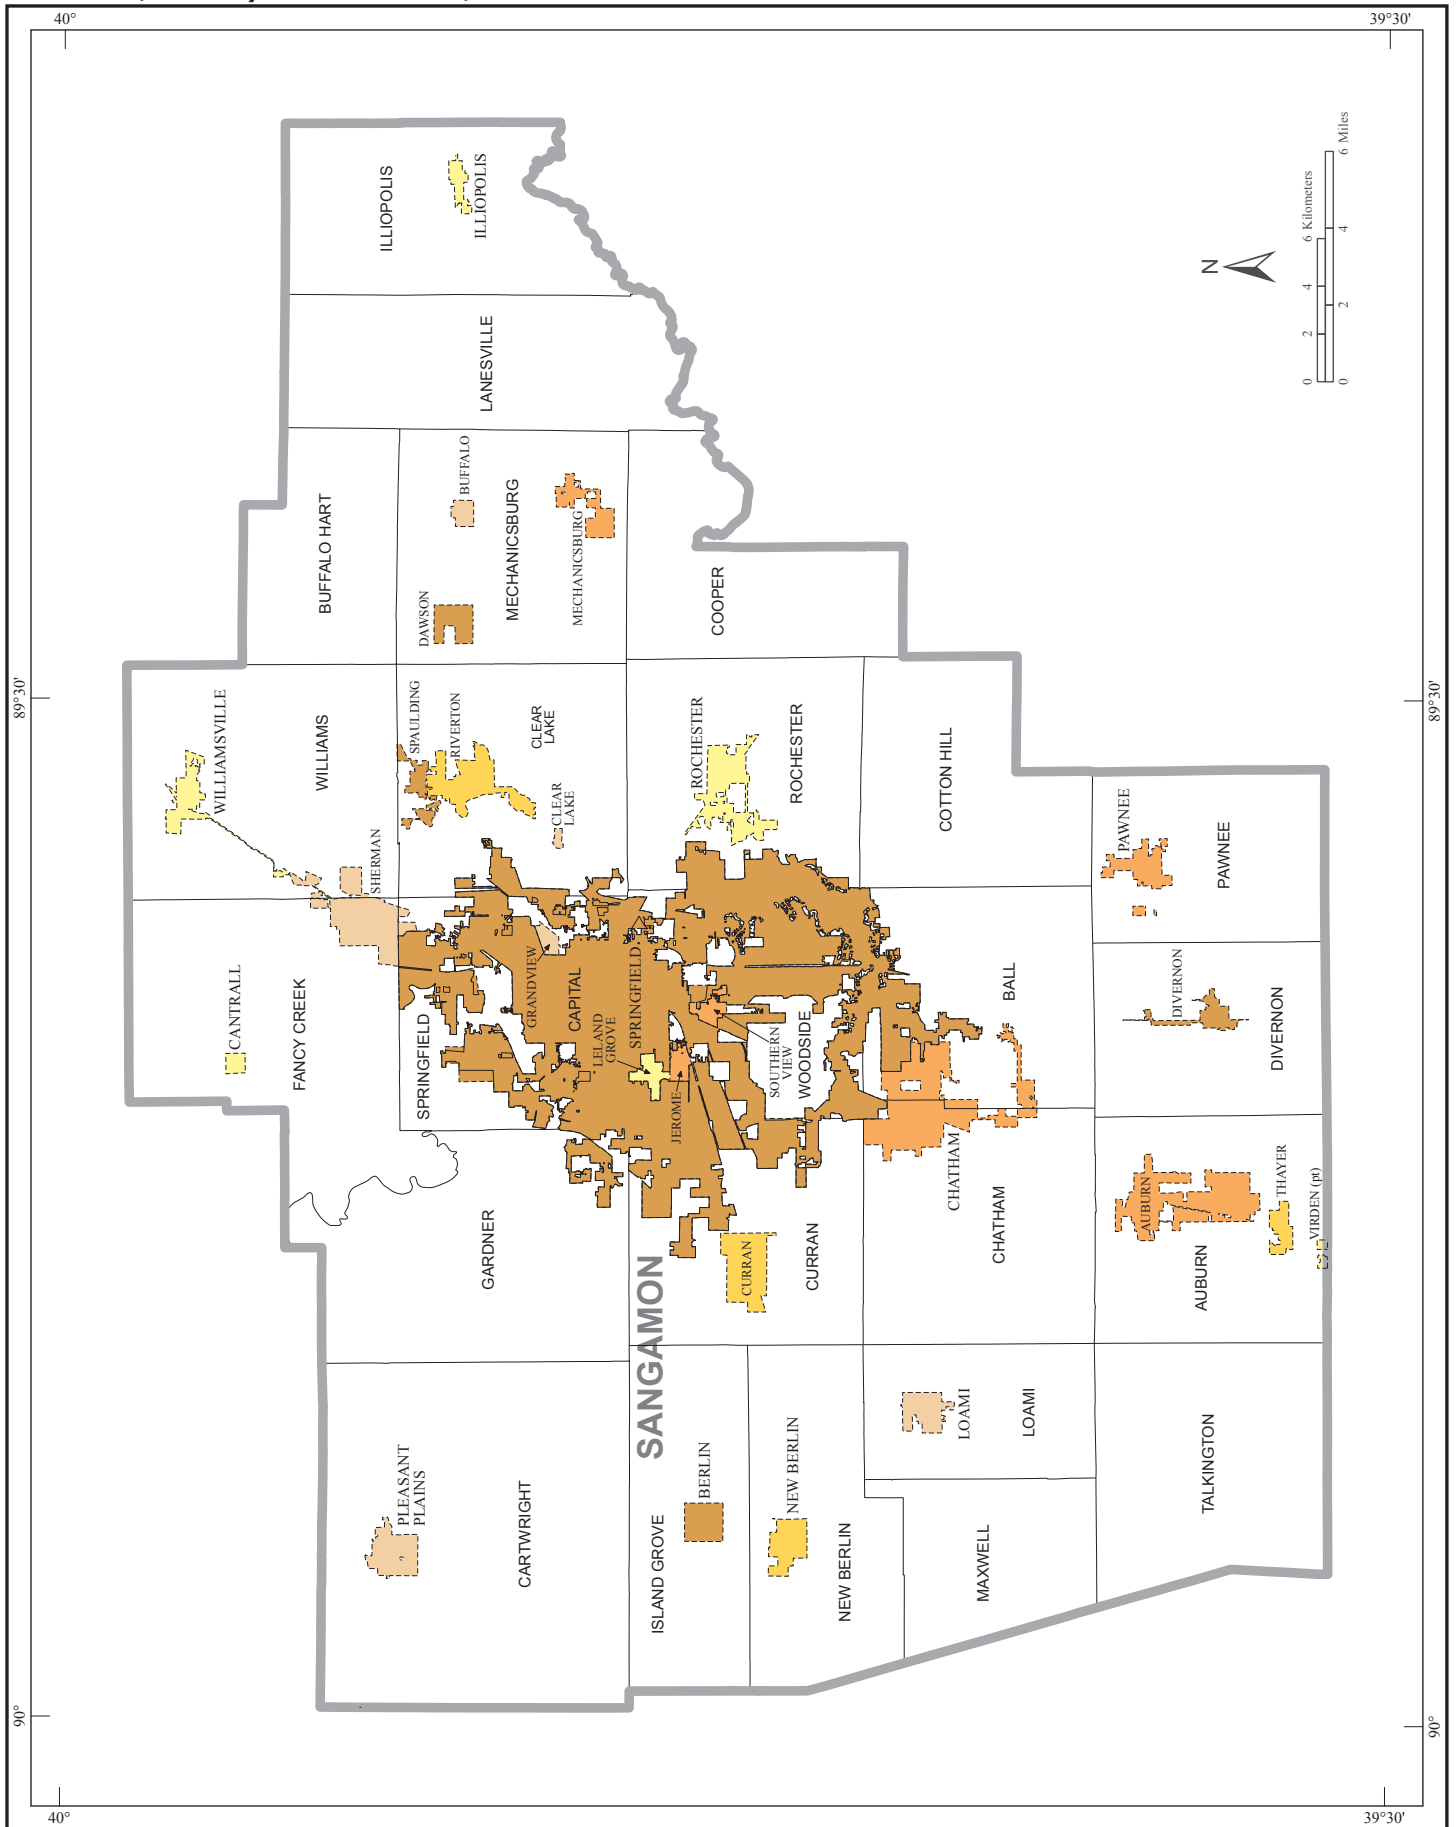 40°
39°30'
ILLIOPOLIS
ILLIOPOLIS
LANESVILLE
BUFFALO HART
BUFFALO
MECHANICSBURG
MECHANICSBURG
DAWSON
COOPER
N
0 2 4 6 Kilometers
0 2 4 6 Miles
89°30'
89°30'
WILLIAMSVILLE
WILLIAMS
SHERMAN
SPAULDING
RIVERTON
CLEAR
LAKE
CLEAR
LAKE
ROCHESTER
ROCHESTER
COTTON HILL
PAWNEE
PAWNEE
CANTRALL
FANCY CREEK
SPRINGFIELD
GRANDVIEW
CAPITAL
LELAND
GROVE
SPRINGFIELD
JEROME
SOUTHERN
VIEW
WOODSIDE
BALL
DIVERNON
DIVERNON
CHATHAM
CHATHAM
AUBURN
AUBURN
THAYER
VIRDEN (pt)
GARDNER
SANGAMON
CURRAN
CURRAN
PLEASANT
PLAINS
CARTWRIGHT
ISLAND GROVE
BERLIN
NEW BERLIN
NEW BERLIN
LOAMI
LOAMI
MAXWELL
TALKINGTON
90°
90°
40°
39°30'